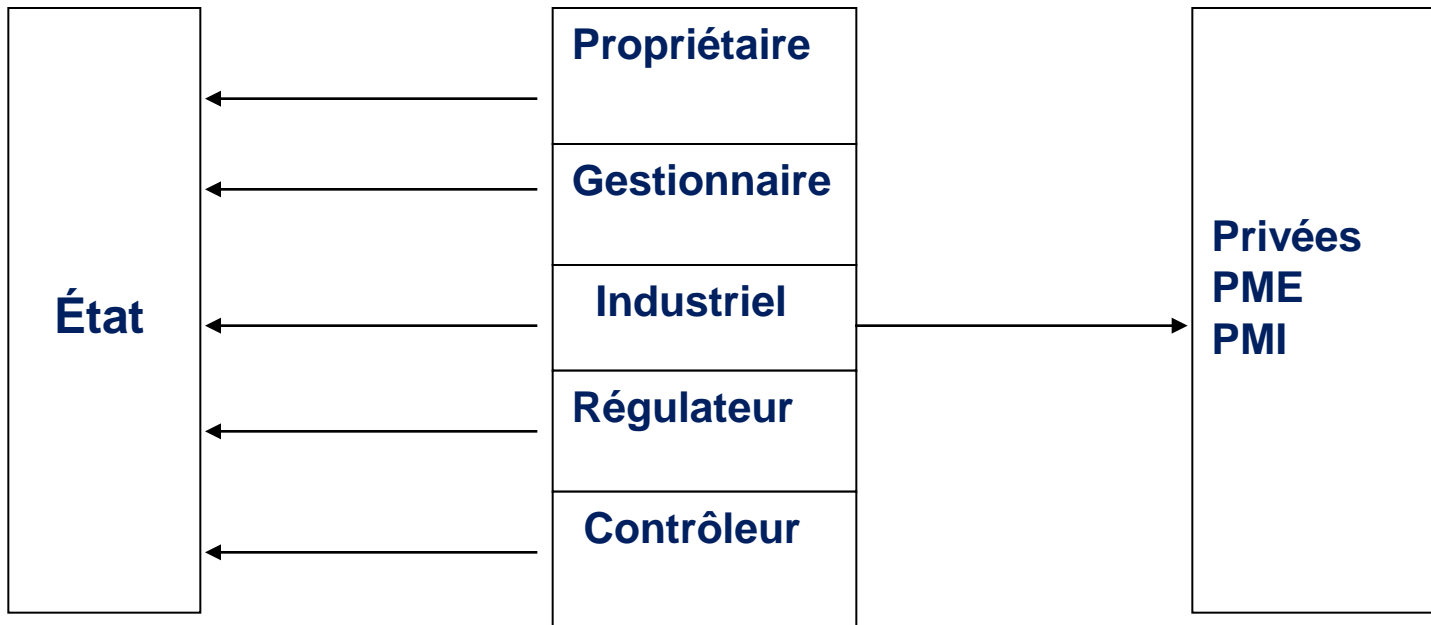 État
Propriétaire
Gestionnaire
Industriel
Régulateur
Contrôleur
Privées
PME
PMI